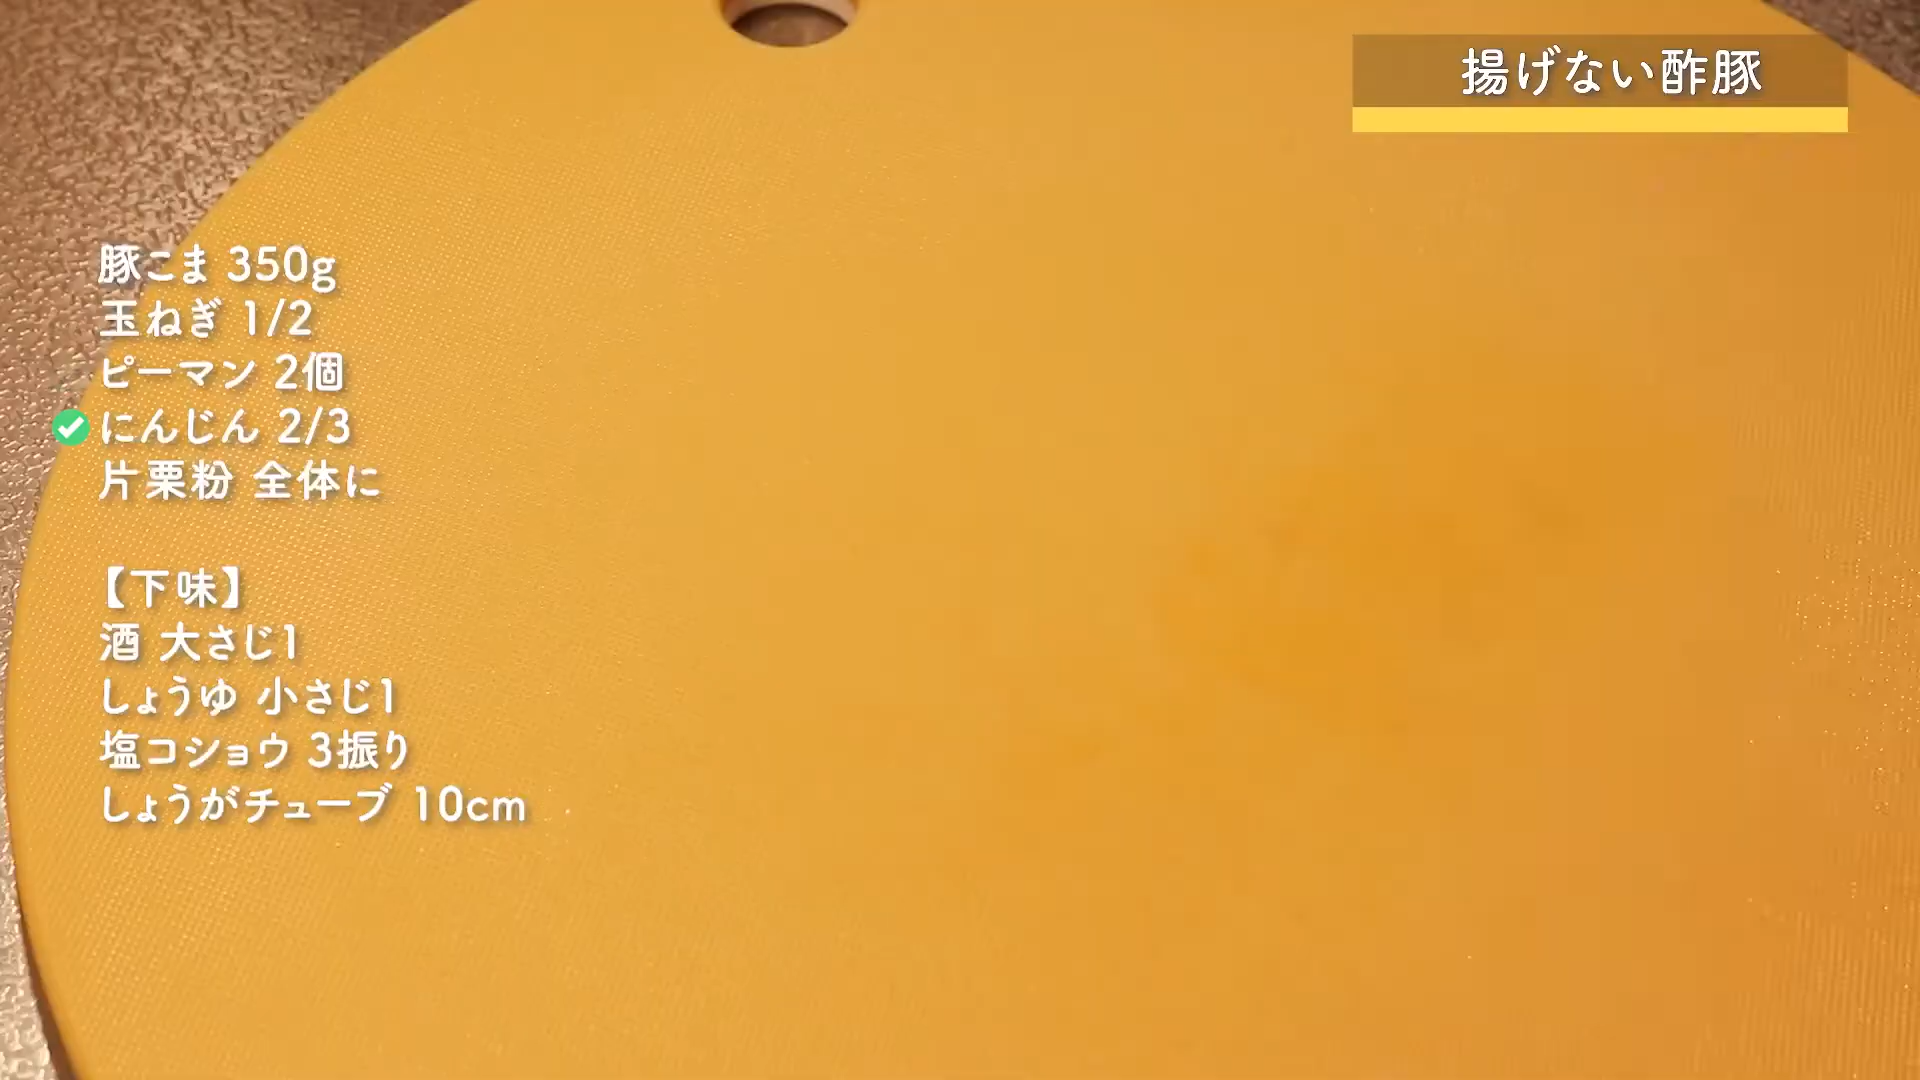 揚げない酢豚
豚こま 350g
玉ねぎ 1/2
ピーマン 2個
にんじん 2/3
片栗粉 全体に
【下味】
酒 大さじ1
しょうゆ 小さじ1
塩コショウ 3振り
しょうがチューブ 10cm